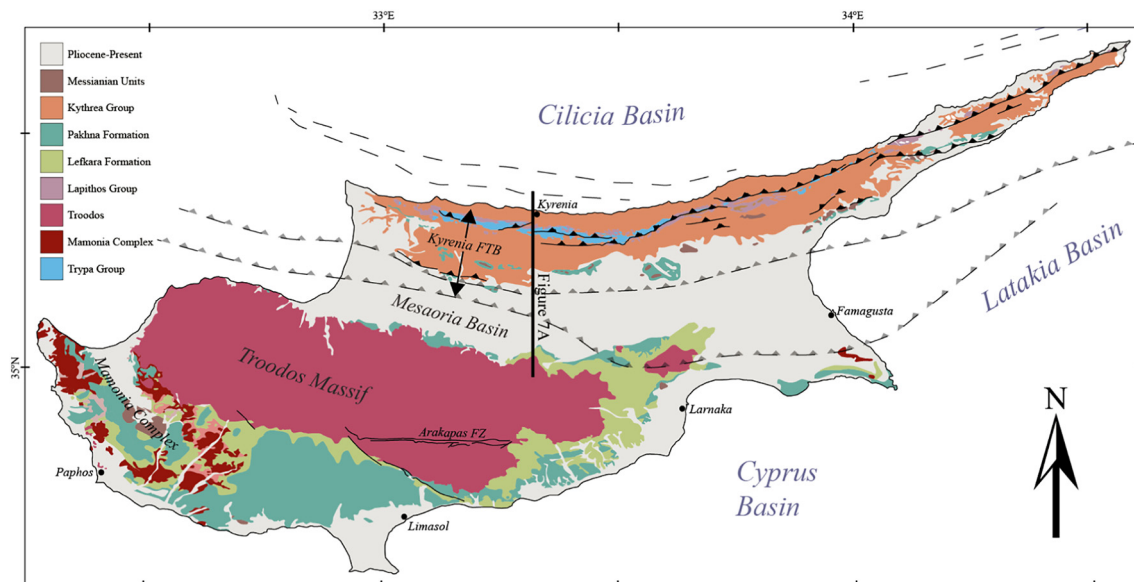 33°E
34°E
Pliocene-Present
Messianian Units
Kythrea Group
Pakhna Formation
Lefkara Formation
Lapithos Group
Troodos
Mamonia Complex
Trypa Group
Cilicia Basin
Kyrenia
Kyrenia FTB
Figure 7A
Mesaoria Basin
Latakia Basin
Famagusta
35°N
Troodos Massif
Mamonia Complex
Larnaka
Arakapas FZ
N
Paphos
Cyprus
Basin
Limasol